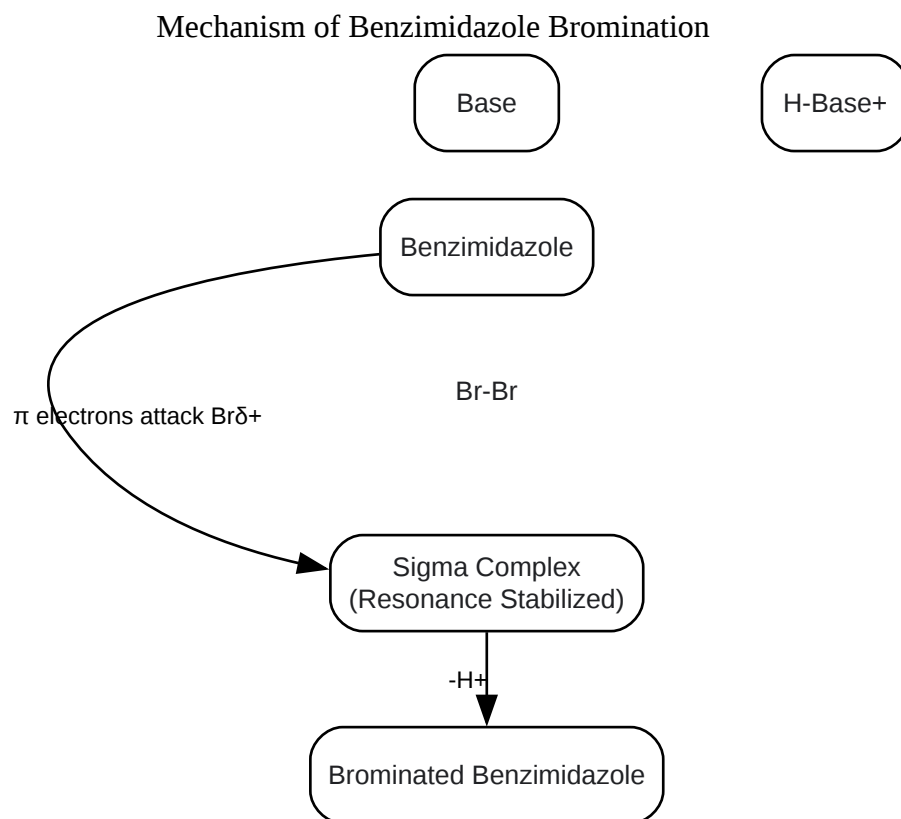 Mechanism of Benzimidazole Bromination
Base
H-Base+
Benzimidazole
Br-Br
π electrons attack Brδ+
Sigma Complex
(Resonance Stabilized)
-H+
Brominated Benzimidazole